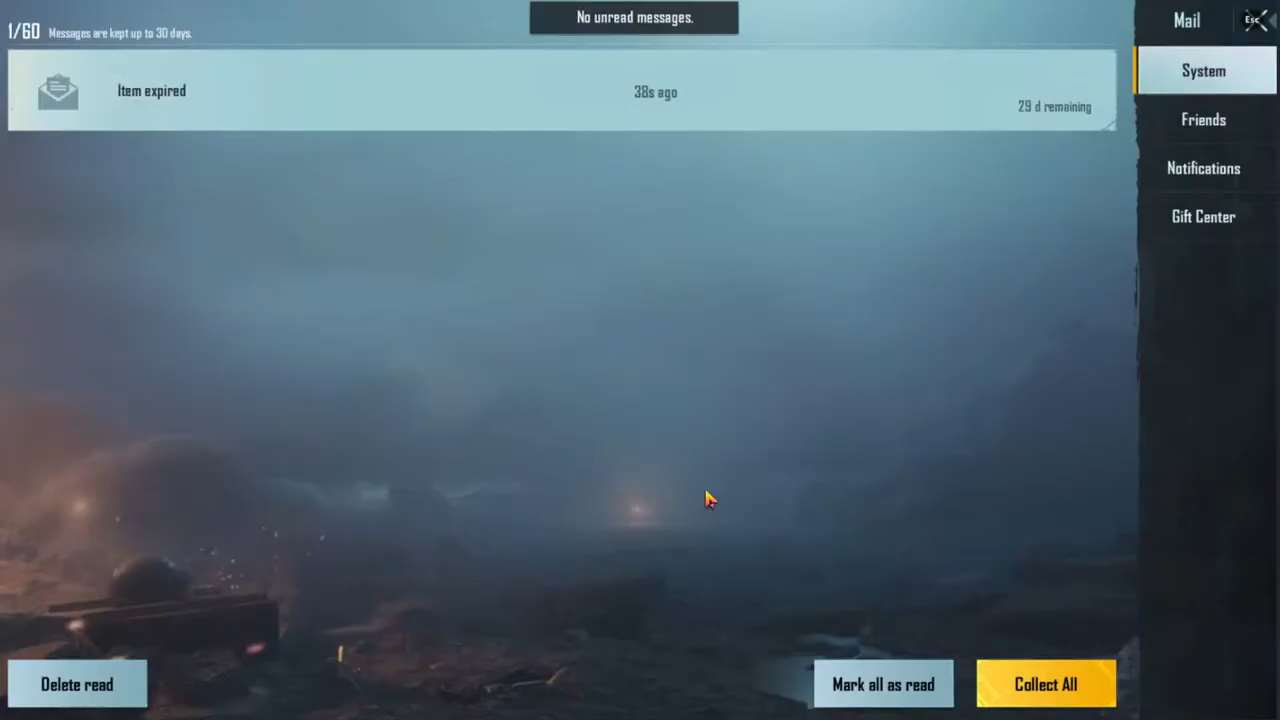 No unread messages.
1/60 Messages are kept up to 30 days.
Mail
Esc
Item expired
38s ago
29 d remaining
System
Friends
Notifications
Gift Center
Delete read
Mark all as read
Collect All